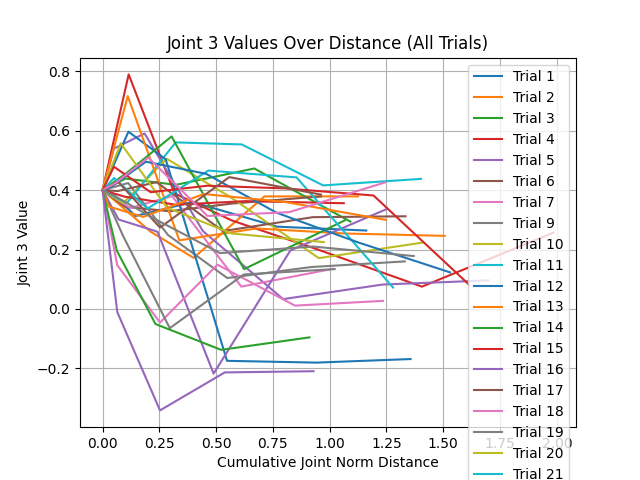 Joint 3 Values Over Distance (All Trials)
Joint 3 Value
0.8
0.6
0.4
0.2
0.0
−0.2
0.00
0.25
0.50
0.75
1.00
1.25
1.50
1.75
2.00
Cumulative Joint Norm Distance
Trial 1
Trial 2
Trial 3
Trial 4
Trial 5
Trial 6
Trial 7
Trial 9
Trial 10
Trial 11
Trial 12
Trial 13
Trial 14
Trial 15
Trial 16
Trial 17
Trial 18
Trial 19
Trial 20
Trial 21